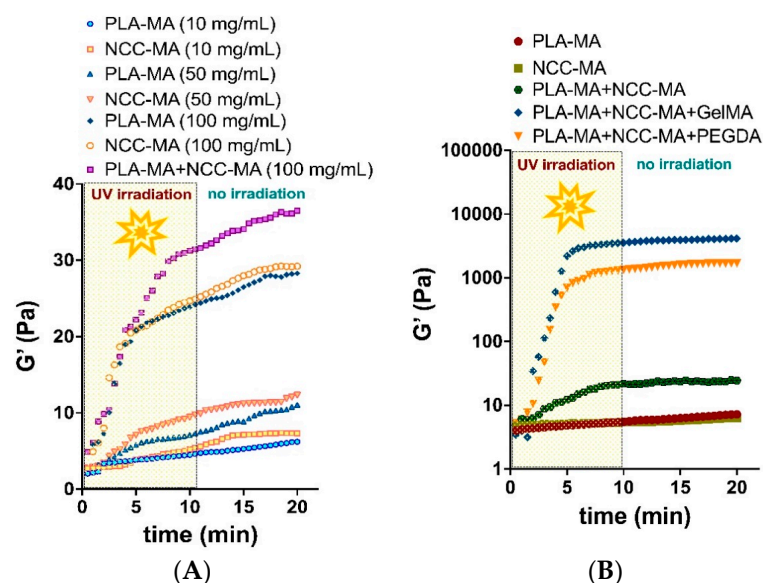 PLA-MA (10 mg/mL)
NCC-MA (10 mg/mL)
PLA-MA (50 mg/mL)
NCC-MA (50 mg/mL)
PLA-MA (100 mg/mL)
NCC-MA (100 mg/mL)
PLA-MA+NCC-MA (100 mg/mL)
40
30
20
10
0
G' (Pa)
UV irradiation
no irradiation
0 5 10 15 20
time (min)
(A)
PLA-MA
NCC-MA
PLA-MA+NCC-MA
PLA-MA+NCC-MA+GelMA
PLA-MA+NCC-MA+PEGDA
100000
10000
1000
100
10
1
G' (Pa)
UV irradiation
no irradiation
0 5 10 15 20
time (min)
(B)